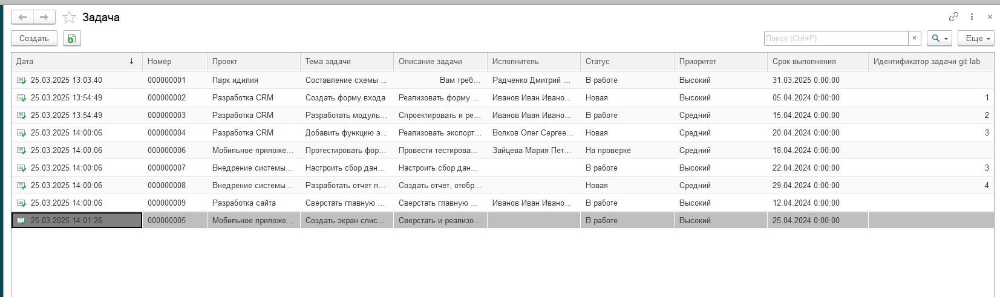 Задача
Создать Поиск (Ctrl+F) × Еще
Дата ↓ Номер Проект Тема задачи Описание задачи Исполнитель Статус Приоритет Срок выполнения Идентификатор задачи git lab
25.03.2025 13:03:40 000000001 Парк идилия Составление схемы ... Вам треб... Радченко Дмитрий ... В работе Высокий 31.03.2025 0:00:00
25.03.2025 13:54:49 000000002 Разработка CRM Создать форму входа Реализовать форму ... Иванов Иван Ивано... Новая Высокий 05.04.2024 0:00:00 1
25.03.2025 13:54:49 000000003 Разработка CRM Разработать модуль... Спроектировать и ре... Иванов Иван Ивано... В работе Средний 15.04.2024 0:00:00 2
25.03.2025 14:00:06 000000004 Разработка CRM Добавить функцию э... Реализовать экспорт... Волков Олег Сергее... Новая Средний 20.04.2024 0:00:00 3
25.03.2025 14:00:06 000000006 Мобильное приложе... Протестировать фор... Провести тестирова... Зайцева Мария Пет... На проверке Средний 18.04.2024 0:00:00
25.03.2025 14:00:06 000000007 Внедрение системы... Настроить сбор дан... Настроить сбор дан... В работе Высокий 22.04.2024 0:00:00 3
25.03.2025 14:00:06 000000008 Внедрение системы... Разработать отчет п... Создать отчет, отобр... Новая Средний 29.04.2024 0:00:00 4
25.03.2025 14:00:06 000000009 Разработка сайта Сверстать главную ... Сверстать главную ... Иванов Иван Ивано... В работе Высокий 12.04.2024 0:00:00
25.03.2025 14:01:26 000000005 Мобильное приложе... Создать экран спис... Сверстать и реализо... В работе Высокий 25.04.2024 0:00:00